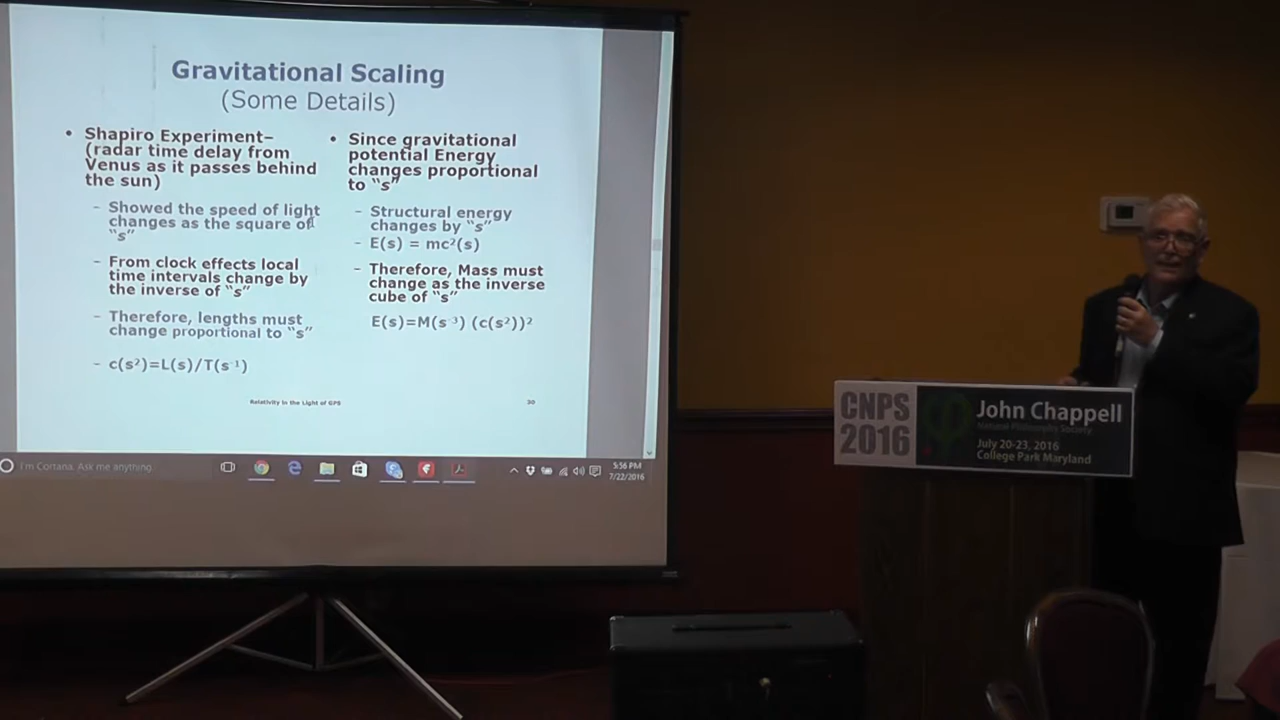 Gravitational Scaling
(Some Details)
• Shapiro Experiment–
(radar time delay from
Venus as it passes behind
the sun)
– Showed the speed of light
changes as the square of
“s”
– From clock effects local
time intervals change by
the inverse of “s”
– Therefore, lengths must
change proportional to “s”
– c(s²)=L(s)/T(s⁻¹)
• Since gravitational
potential Energy
changes proportional
to “s”
– Structural energy
changes by “s”
– E(s) = mc²(s)
– Therefore, Mass must
change as the inverse
cube of “s”
E(s)=M(s⁻³) (c(s²))²
Relativity in the Light of GPS
30
I'm Cortana. Ask me anything.
5:56 PM
7/22/2016
CNPS
2016
John Chappell
Natural Philosophy Society
July 20-23, 2016
College Park Maryland